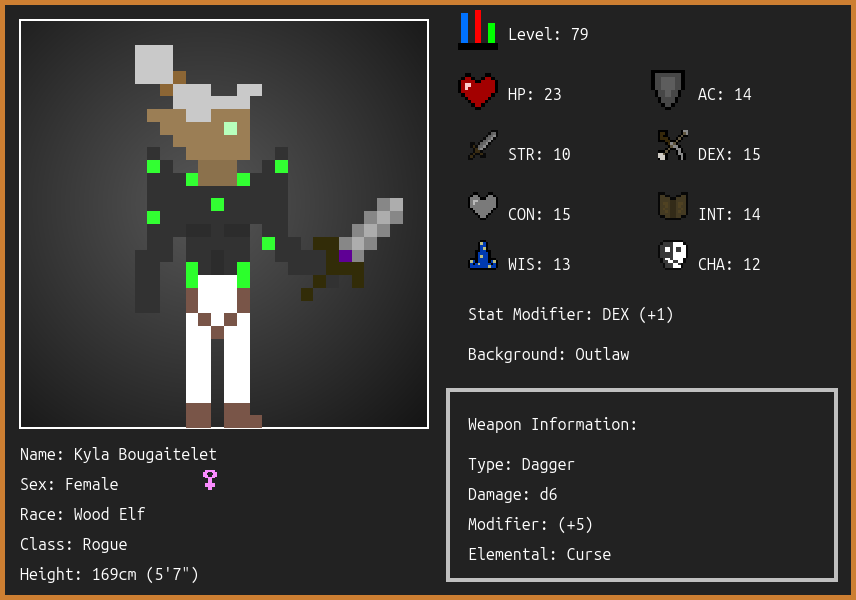 Level: 79
HP: 23
AC: 14
STR: 10
DEX: 15
CON: 15
INT: 14
WIS: 13
CHA: 12
Stat Modifier: DEX (+1)
Background: Outlaw
Weapon Information:
Type: Dagger
Damage: d6
Modifier: (+5)
Elemental: Curse
Name: Kyla Bougaitelet
Sex: Female
Race: Wood Elf
Class: Rogue
Height: 169cm (5'7")